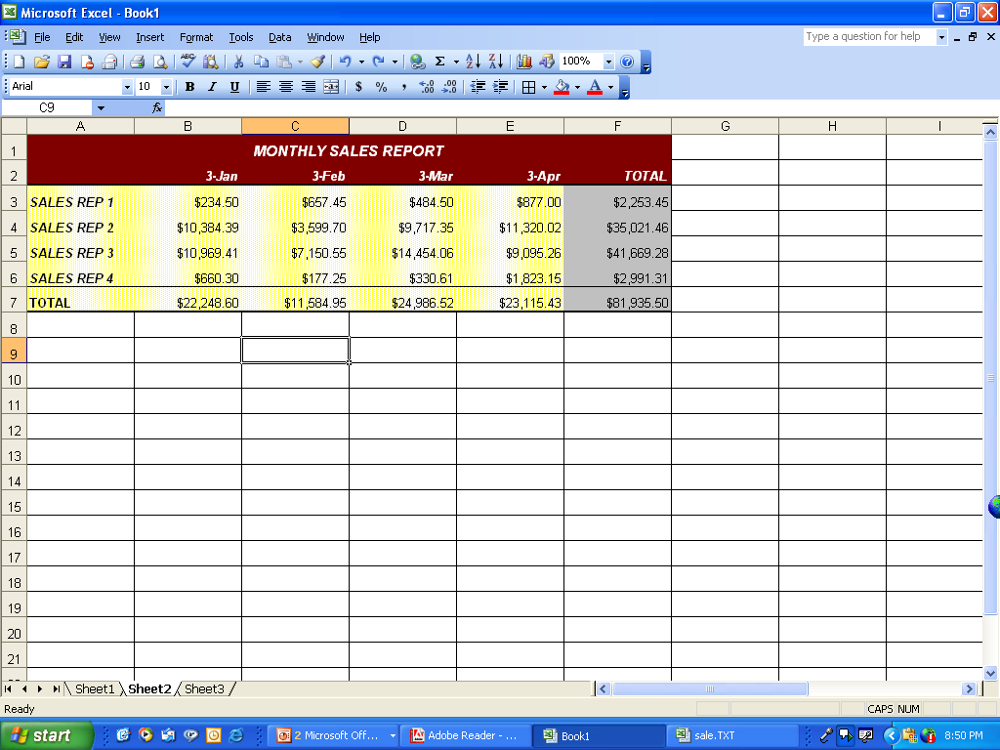 Microsoft Excel - Book1
File Edit View Insert Format Tools Data Window Help Type a question for help
ABC Σ A Z Z A 100% ?
Arial 10 B I U $ % , .00 .00 A
C9 fx
A B C D E F G H I
1 MONTHLY SALES REPORT
2 3-Jan 3-Feb 3-Mar 3-Apr TOTAL
3 SALES REP 1 $234.50 $657.45 $484.50 $877.00 $2,253.45
4 SALES REP 2 $10,384.39 $3,599.70 $9,717.35 $11,320.02 $35,021.46
5 SALES REP 3 $10,969.41 $7,150.55 $14,454.06 $9,095.26 $41,669.28
6 SALES REP 4 $660.30 $177.25 $330.61 $1,823.15 $2,991.31
7 TOTAL $22,248.60 $11,584.95 $24,986.52 $23,115.43 $81,935.50
8
9
10
11
12
13
14
15
16
17
18
19
20
21
Sheet1 Sheet2 Sheet3
Ready CAPS NUM
start 2 Microsoft Off... Adobe Reader - ... Book1 sale.TXT 8:50 PM